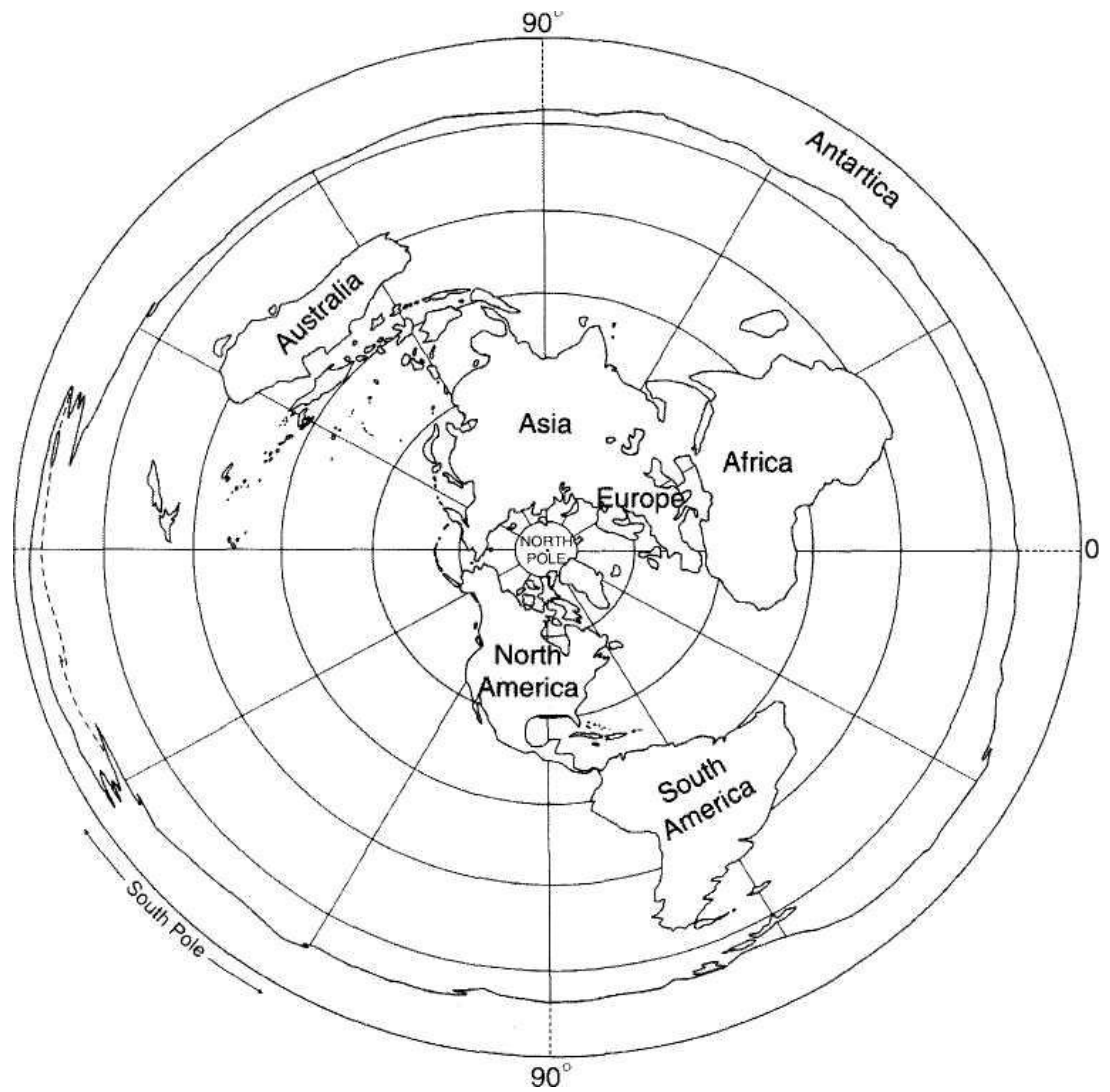 90°
Antartica
Australia
Asia
Africa
Europe
NORTH
POLE
0
North
America
South
America
South Pole
90°